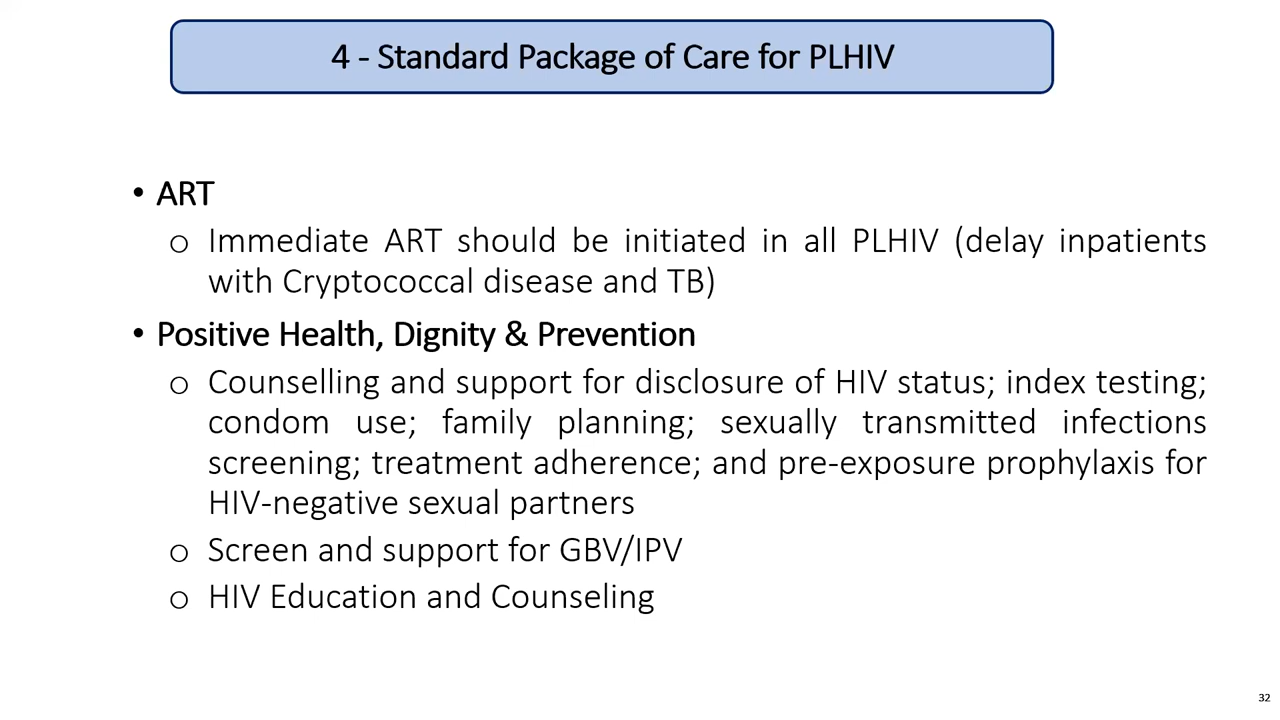 4 - Standard Package of Care for PLHIV
• ART
o Immediate ART should be initiated in all PLHIV (delay inpatients
with Cryptococcal disease and TB)
• Positive Health, Dignity & Prevention
o Counselling and support for disclosure of HIV status; index testing;
condom use; family planning; sexually transmitted infections
screening; treatment adherence; and pre-exposure prophylaxis for
HIV-negative sexual partners
o Screen and support for GBV/IPV
o HIV Education and Counseling
32